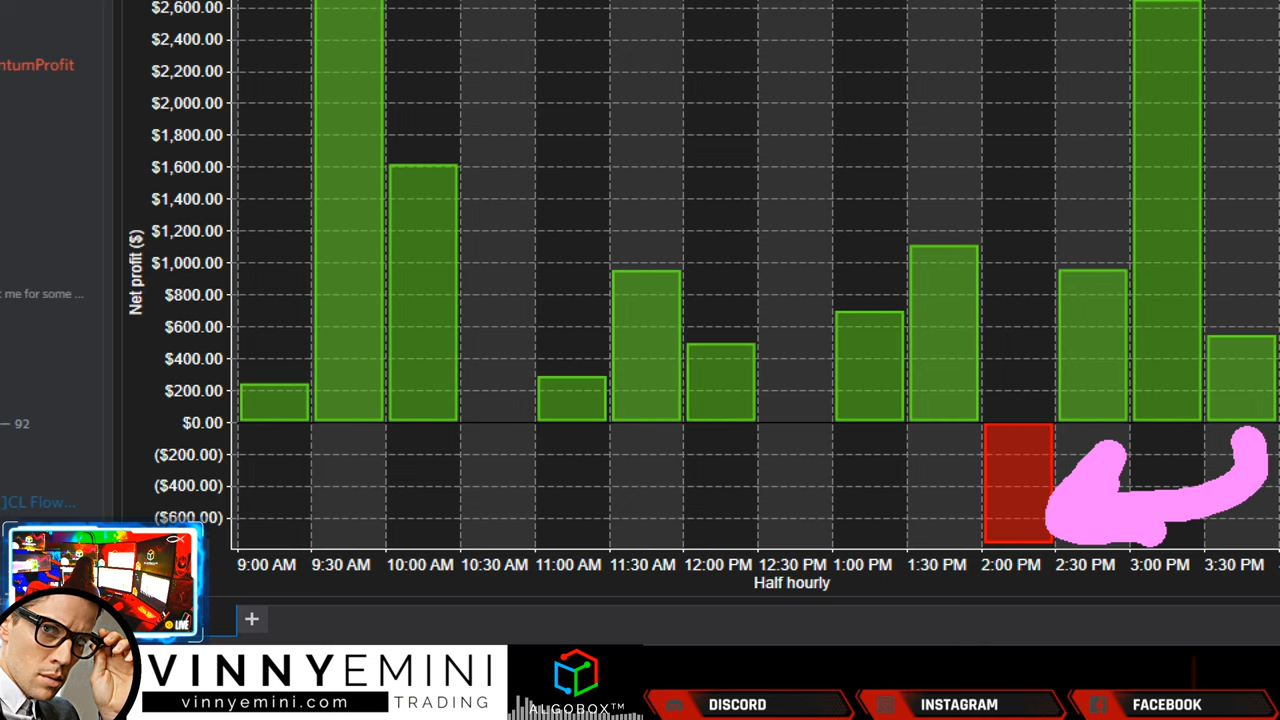 $2,600.00
$2,400.00
ntumProfit
$2,200.00
$2,000.00
$1,800.00
$1,600.00
$1,400.00
$1,200.00
$1,000.00
$800.00
$600.00
$400.00
$200.00
$0.00
($200.00)
($400.00)
($600.00)
Net profit ($)
t me for some ...
— 92
]CL Flow...
9:00 AM 9:30 AM 10:00 AM 10:30 AM 11:00 AM 11:30 AM 12:00 PM 12:30 PM 1:00 PM 1:30 PM 2:00 PM 2:30 PM 3:00 PM 3:30 PM
Half hourly
+
LIVE
VINNYEMINI
vinnyemini.com TRADING
ALGOBOX™
DISCORD
INSTAGRAM
FACEBOOK